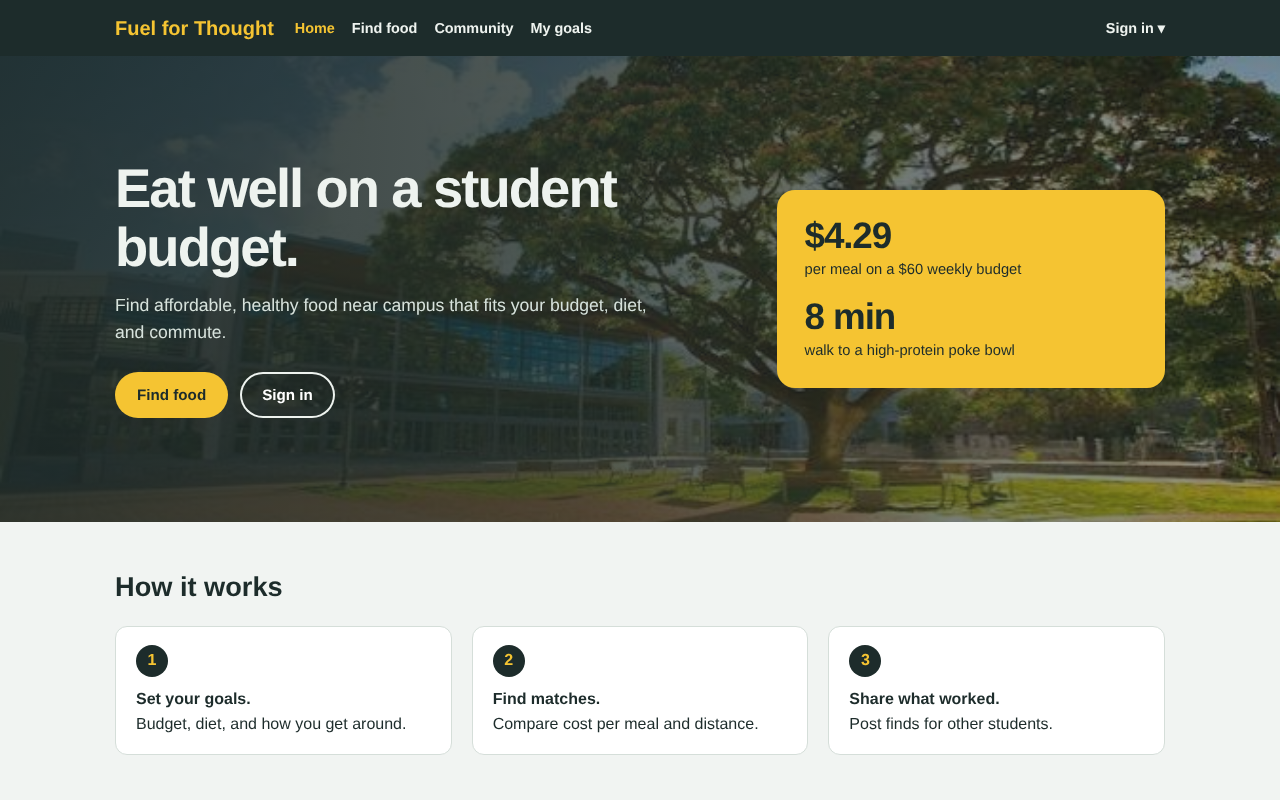 Fuel for Thought Home Find food Community My goals Sign in ▾
Eat well on a student
budget.
Find affordable, healthy food near campus that fits your budget, diet,
and commute.
Find food Sign in
$4.29
per meal on a $60 weekly budget
8 min
walk to a high-protein poke bowl
How it works
1
Set your goals.
Budget, diet, and how you get around.
2
Find matches.
Compare cost per meal and distance.
3
Share what worked.
Post finds for other students.